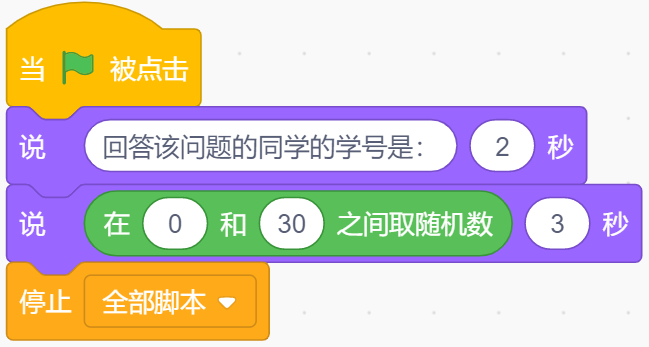 当 被点击
说 回答该问题的同学的学号是： 2 秒
说 在 0 和 30 之间取随机数 3 秒
停止 全部脚本